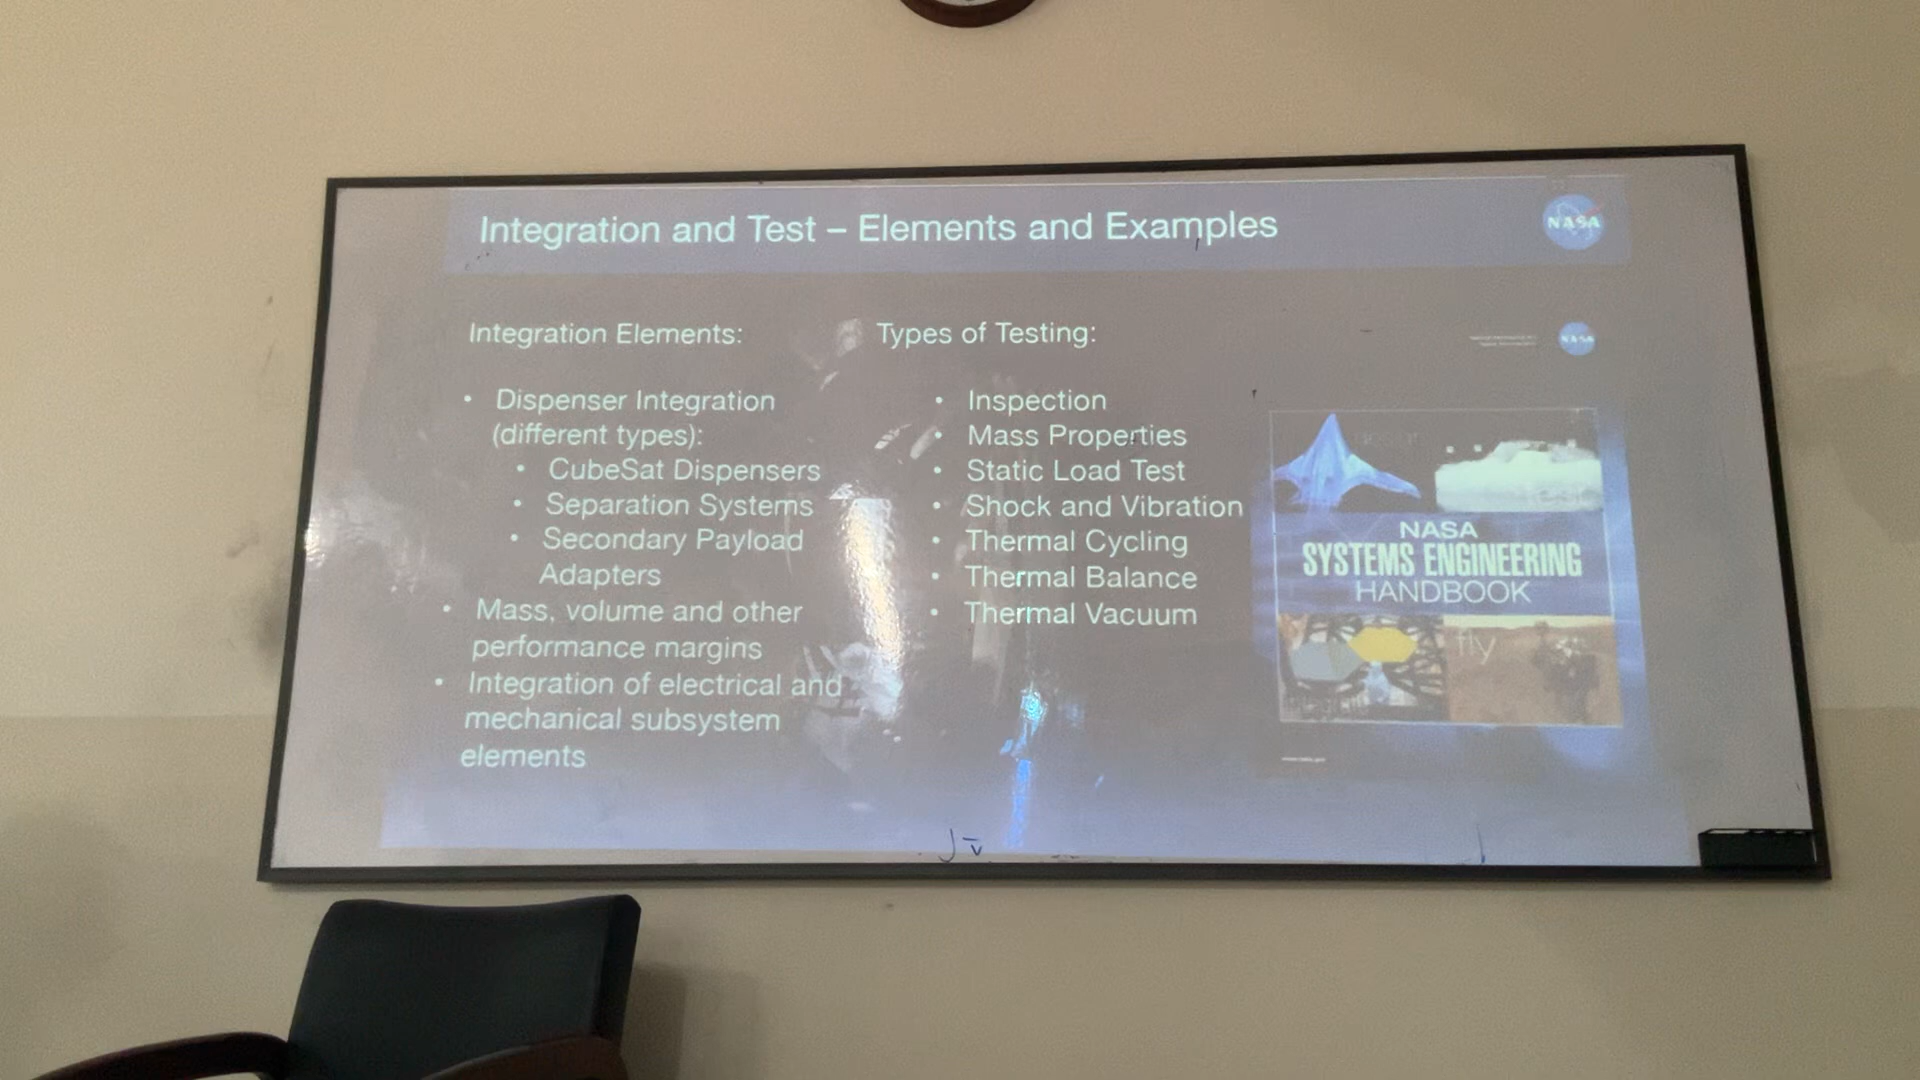 Integration and Test – Elements and Examples
NASA
Integration Elements:
• Dispenser Integration
(different types):
• CubeSat Dispensers
• Separation Systems
• Secondary Payload
Adapters
• Mass, volume and other
performance margins
• Integration of electrical and
mechanical subsystem
elements
Types of Testing:
• Inspection
• Mass Properties
• Static Load Test
• Shock and Vibration
• Thermal Cycling
• Thermal Balance
• Thermal Vacuum
NASA
NASA
SYSTEMS ENGINEERING
HANDBOOK
fly